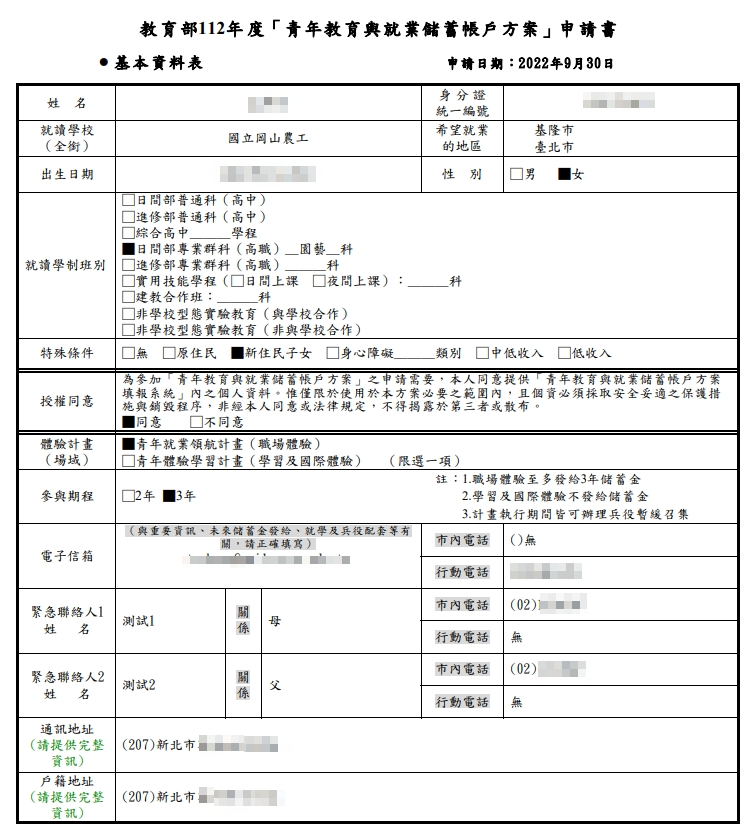 教育部112年度「青年教育與就業儲蓄帳戶方案」申請書
●基本資料表
申請日期：2022年9月30日
姓 名
身分證
統一編號
就讀學校
（全銜）
國立岡山農工
希望就業
的地區
基隆市
臺北市
出生日期
性 別
□男 ■女
就讀學制班別
□日間部普通科（高中）
□進修部普通科（高中）
□綜合高中______學程
■日間部專業群科（高職）__園藝__科
□進修部專業群科（高職）______科
□實用技能學程（□日間上課 □夜間上課）：______科
□建教合作班：______科
□非學校型態實驗教育（與學校合作）
□非學校型態實驗教育（非與學校合作）
特殊條件
□無 □原住民 ■新住民子女 □身心障礙______類別 □中低收入 □低收入
授權同意
為參加「青年教育與就業儲蓄帳戶方案」之申請需要，本人同意提供「青年教育與就業儲蓄帳戶方案
填報系統」內之個人資料。惟僅限於使用於本方案必要之範圍內，且個資必須採取安全妥適之保護措
施與銷毀程序，非經本人同意或法律規定，不得揭露於第三者或散布。
■同意 □不同意
體驗計畫
（場域）
■青年就業領航計畫（職場體驗）
□青年體驗學習計畫（學習及國際體驗） （限選一項）
參與期程
□2年 ■3年
註：1.職場體驗至多發給3年儲蓄金
2.學習及國際體驗不發給儲蓄金
3.計畫執行期間皆可辦理兵役暫緩召集
電子信箱
（與重要資訊、未來儲蓄金發給、就學及兵役配套等有
關，請正確填寫）
市內電話
()無
行動電話
緊急聯絡人1
姓 名
測試1
關
係
母
市內電話
(02)
行動電話
無
緊急聯絡人2
姓 名
測試2
關
係
父
市內電話
(02)
行動電話
無
通訊地址
（請提供完整
資訊）
(207)新北市
戶籍地址
（請提供完整
資訊）
(207)新北市